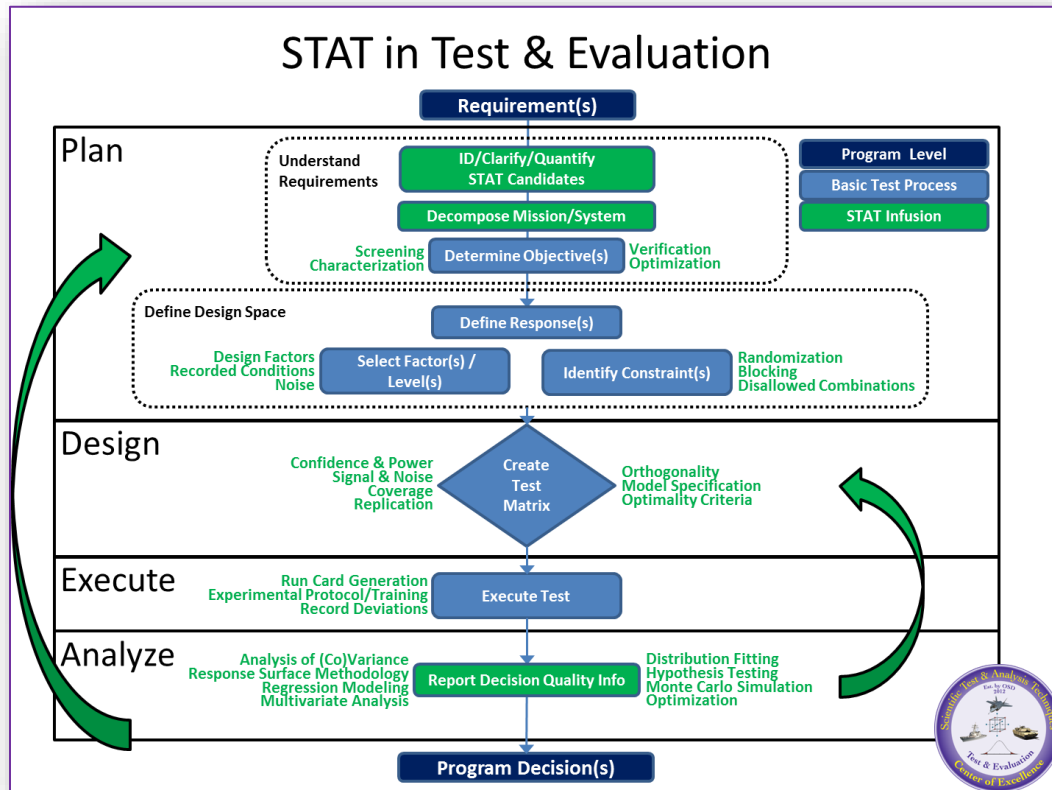 STAT in Test & Evaluation
Requirement(s)
Plan
Understand
Requirements
ID/Clarify/Quantify
STAT Candidates
Program Level
Basic Test Process
STAT Infusion
Decompose Mission/System
Screening
Characterization
Determine Objective(s)
Verification
Optimization
Define Design Space
Define Response(s)
Design Factors
Recorded Conditions
Noise
Select Factor(s) /
Level(s)
Identify Constraint(s)
Randomization
Blocking
Disallowed Combinations
Design
Confidence & Power
Signal & Noise
Coverage
Replication
Create
Test
Matrix
Orthogonality
Model Specification
Optimality Criteria
Execute
Run Card Generation
Experimental Protocol/Training
Record Deviations
Execute Test
Analyze
Analysis of (Co)Variance
Response Surface Methodology
Regression Modeling
Multivariate Analysis
Report Decision Quality Info
Distribution Fitting
Hypothesis Testing
Monte Carlo Simulation
Optimization
Program Decision(s)
Scientific Test & Analysis Techniques
Est. by OSD
2012
Test & Evaluation
Center of Excellence